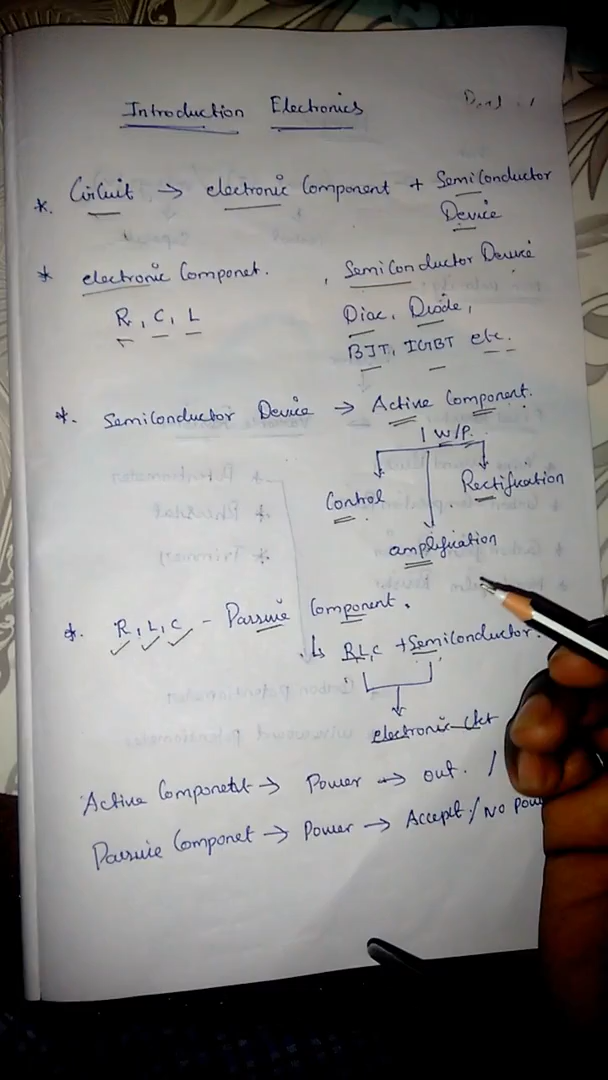 Introduction Electronics
* Circuit → electronic Component + Semiconductor
Device
* electronic Componet.
R, C, L
Semiconductor Device
Diac, Diode,
BJT, IGBT etc.
* Semiconductor Device → Active Component.
W/P.
Control
Rectification
amplification
* R, L, C - Passive Component.
↳ RLC + Semiconductor.
electronic Ckt
Active Componett → Power → out. /
Passive Componet → Power → Accept / No pow